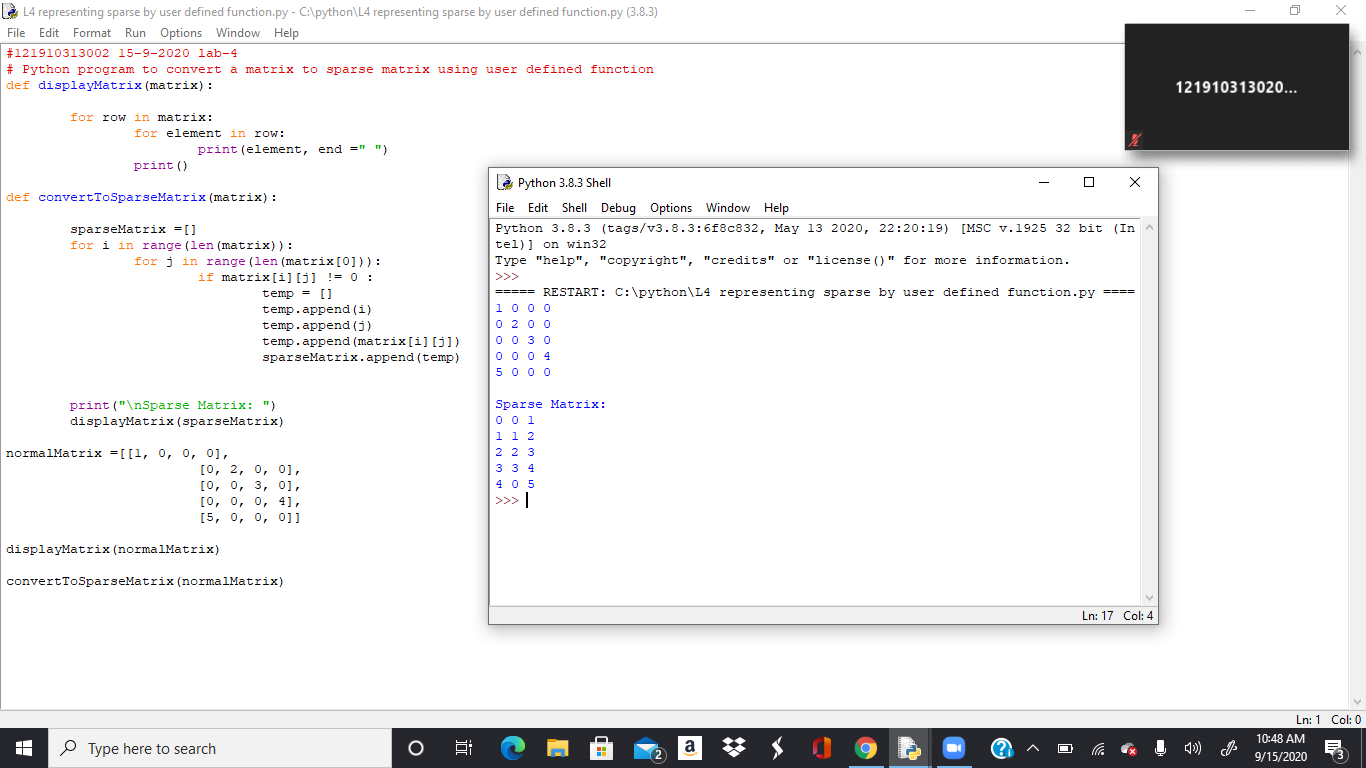 L4 representing sparse by user defined function.py - C:\python\L4 representing sparse by user defined function.py (3.8.3)
File Edit Format Run Options Window Help
#121910313002 15-9-2020 lab-4
# Python program to convert a matrix to sparse matrix using user defined function
def displayMatrix(matrix):
for row in matrix:
for element in row:
print(element, end =" ")
print()
def convertToSparseMatrix(matrix):
sparseMatrix =[]
for i in range(len(matrix)):
for j in range(len(matrix[0])):
if matrix[i][j] != 0 :
temp = []
temp.append(i)
temp.append(j)
temp.append(matrix[i][j])
sparseMatrix.append(temp)
print("\nSparse Matrix: ")
displayMatrix(sparseMatrix)
normalMatrix =[[1, 0, 0, 0],
[0, 2, 0, 0],
[0, 0, 3, 0],
[0, 0, 0, 4],
[5, 0, 0, 0]]
displayMatrix(normalMatrix)
convertToSparseMatrix(normalMatrix)
121910313020...
Python 3.8.3 Shell
File Edit Shell Debug Options Window Help
Python 3.8.3 (tags/v3.8.3:6f8c832, May 13 2020, 22:20:19) [MSC v.1925 32 bit (In
tel)] on win32
Type "help", "copyright", "credits" or "license()" for more information.
>>>
===== RESTART: C:\python\L4 representing sparse by user defined function.py ====
1 0 0 0
0 2 0 0
0 0 3 0
0 0 0 4
5 0 0 0
Sparse Matrix:
0 0 1
1 1 2
2 2 3
3 3 4
4 0 5
>>>
Ln: 17 Col: 4
Ln: 1 Col: 0
Type here to search
2
a
10:48 AM
9/15/2020
3